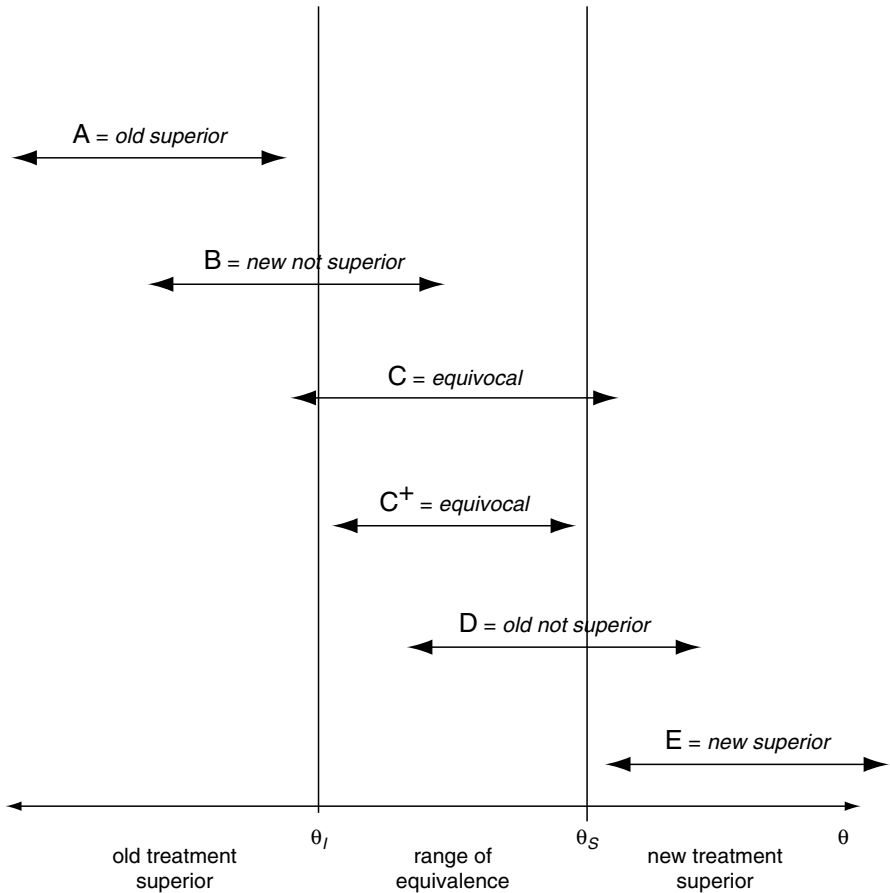 A = old superior
B = new not superior
C = equivocal
C⁺ = equivocal
D = old not superior
E = new superior
θI θS θ
old treatment superior
range of equivalence
new treatment superior